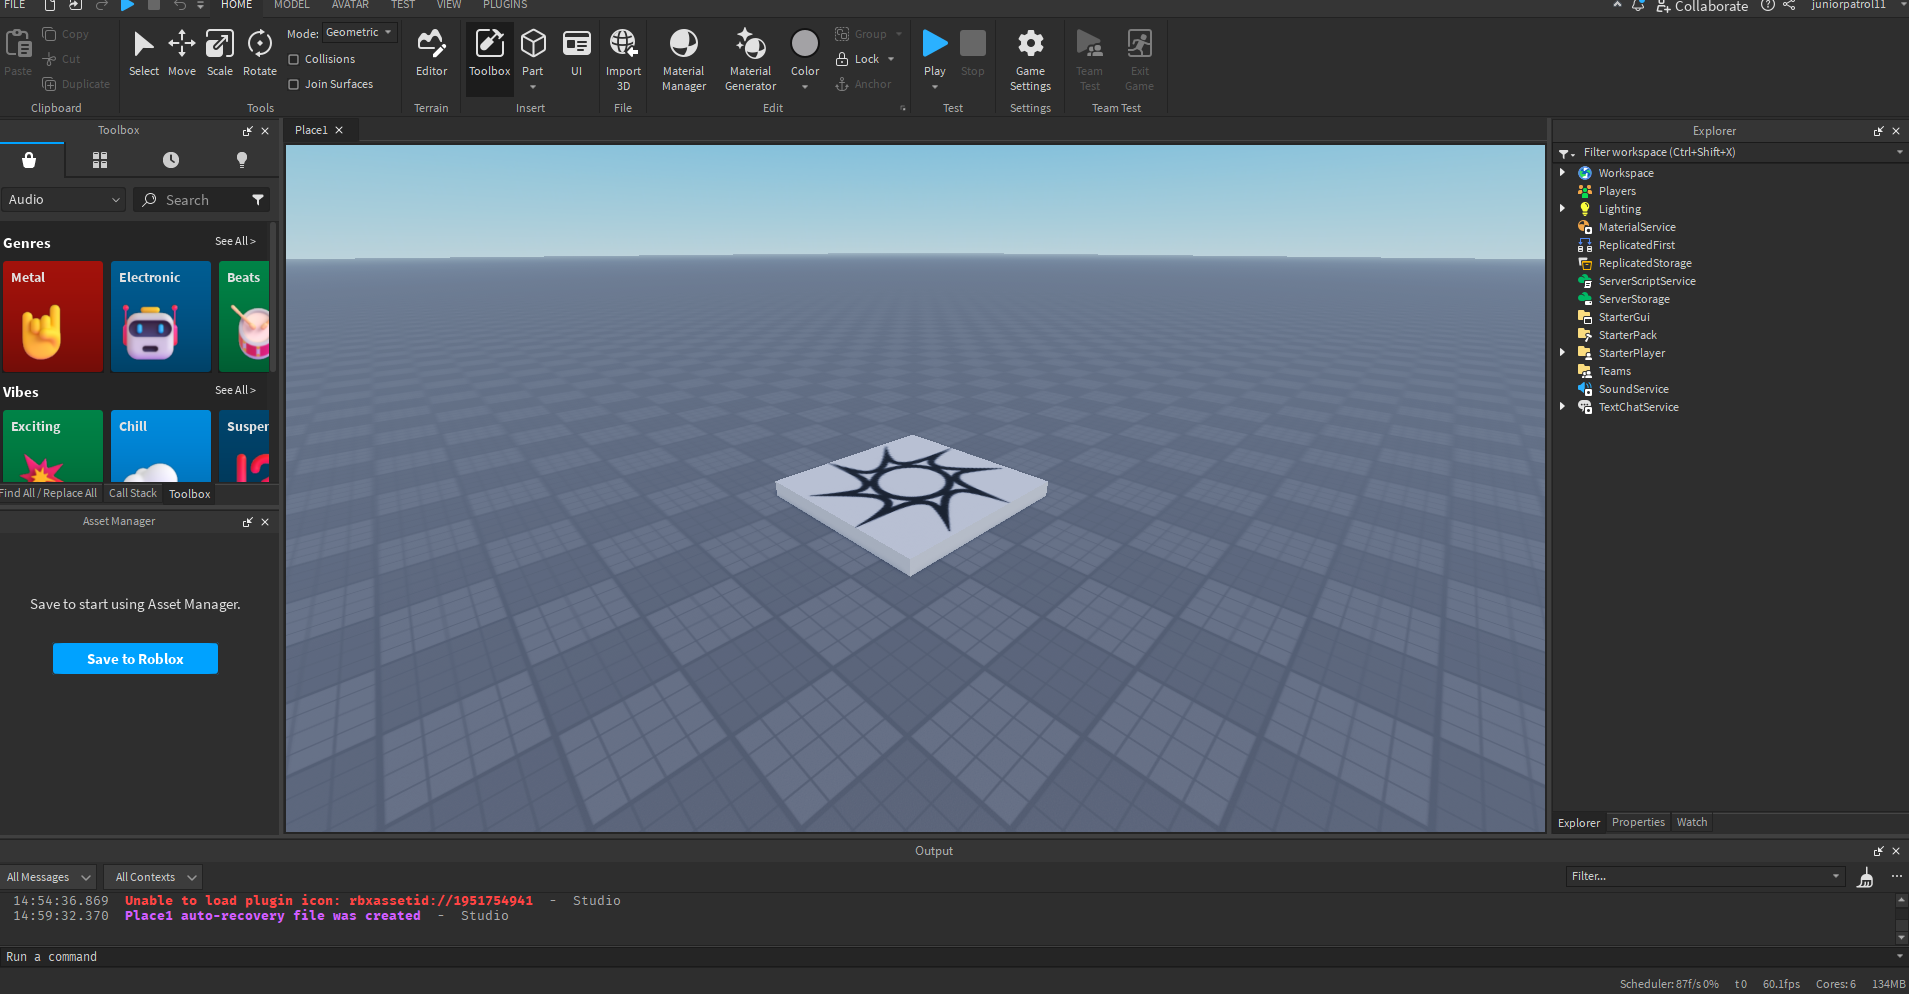 FILE HOME MODEL AVATAR TEST VIEW PLUGINS Collaborate juniorpatrol11
Paste Copy Cut Duplicate
Clipboard
Select Move Scale Rotate
Mode: Geometric
Collisions
Join Surfaces
Tools
Editor
Terrain
Toolbox Part UI
Insert
Import 3D
File
Material Manager
Material Generator
Color
Group
Lock
Anchor
Edit
Play Stop
Test
Game Settings
Settings
Team Test
Exit Game
Team Test
Toolbox
Audio Search
Genres See All >
Metal Electronic Beats
Vibes See All >
Exciting Chill Susper
Find All / Replace All Call Stack Toolbox
Asset Manager
Save to start using Asset Manager.
Save to Roblox
Place1
Explorer
Filter workspace (Ctrl+Shift+X)
Workspace
Players
Lighting
MaterialService
ReplicatedFirst
ReplicatedStorage
ServerScriptService
ServerStorage
StarterGui
StarterPack
StarterPlayer
Teams
SoundService
TextChatService
Explorer Properties Watch
Output
All Messages All Contexts Filter...
14:54:36.869 Unable to load plugin icon: rbxassetid://1951754941 - Studio
14:59:32.370 Place1 auto-recovery file was created - Studio
Run a command
Scheduler: 87f/s 0% t 0 60.1fps Cores: 6 134MB